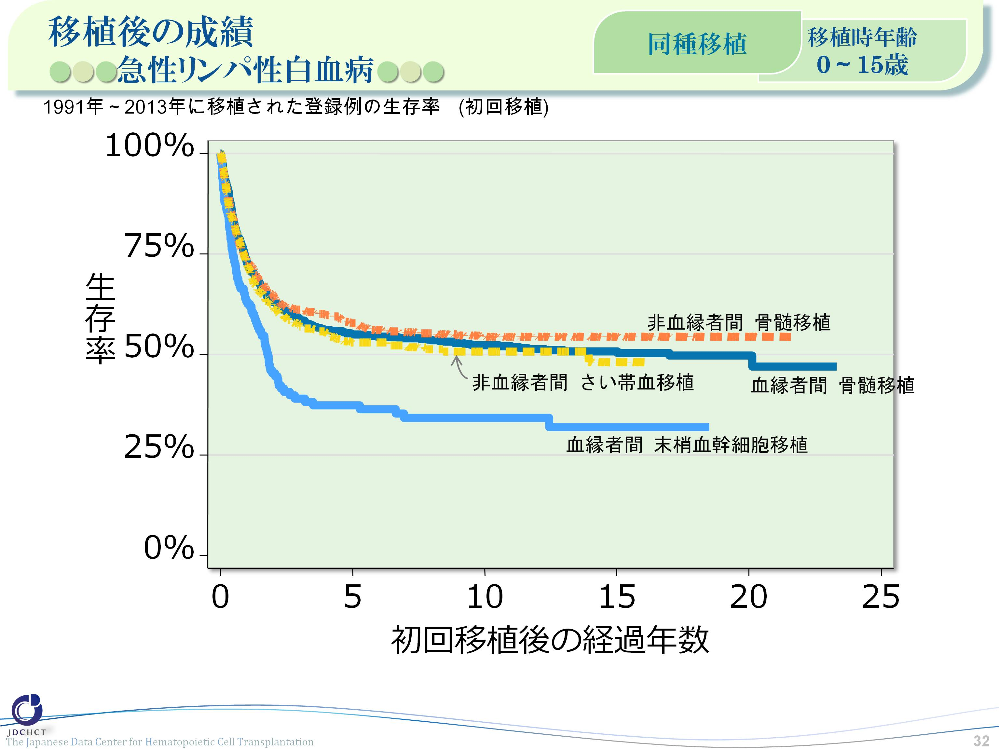 移植後の成績
急性リンパ性白血病
同種移植
移植時年齢
0～15歳
1991年～2013年に移植された登録例の生存率　(初回移植)
100%
75%
50%
25%
0%
生存率
非血縁者間 骨髄移植
非血縁者間 さい帯血移植
血縁者間 骨髄移植
血縁者間 末梢血幹細胞移植
0 5 10 15 20 25
初回移植後の経過年数
JDCHCT
The Japanese Data Center for Hematopoietic Cell Transplantation
32